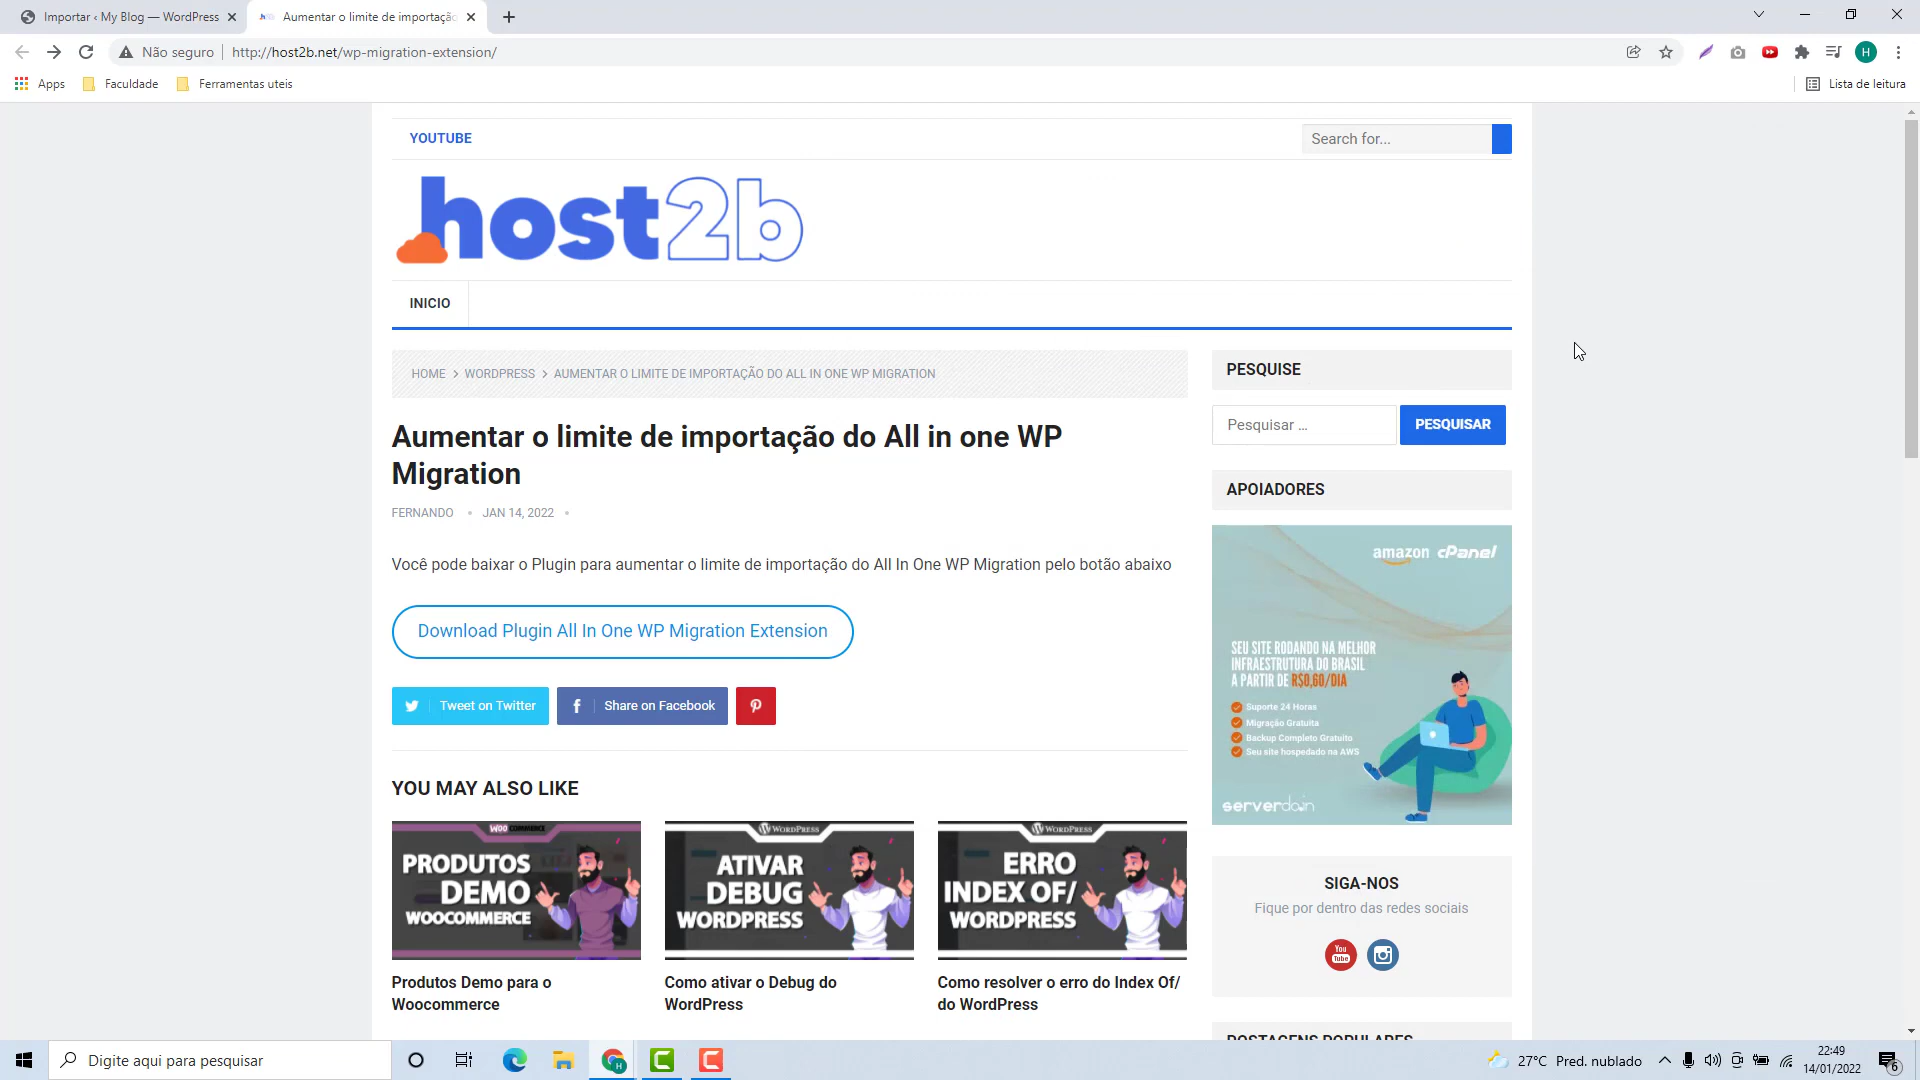 Importar ‹ My Blog — WordPress
Aumentar o limite de importação
Não seguro
http://host2b.net/wp-migration-extension/
H
Apps
Faculdade
Ferramentas uteis
Lista de leitura
YOUTUBE
Search for...
host2b
INICIO
HOME > WORDPRESS > AUMENTAR O LIMITE DE IMPORTAÇÃO DO ALL IN ONE WP MIGRATION
Aumentar o limite de importação do All in one WP
Migration
FERNANDO • JAN 14, 2022 •
Você pode baixar o Plugin para aumentar o limite de importação do All In One WP Migration pelo botão abaixo
Download Plugin All In One WP Migration Extension
Tweet on Twitter
Share on Facebook
YOU MAY ALSO LIKE
WOO COMMERCE
PRODUTOS
DEMO
WOOCOMMERCE
Produtos Demo para o
Woocommerce
WORDPRESS
ATIVAR
DEBUG
WORDPRESS
Como ativar o Debug do
WordPress
WORDPRESS
ERRO
INDEX OF/
WORDPRESS
Como resolver o erro do Index Of/
do WordPress
PESQUISE
Pesquisar …
PESQUISAR
APOIADORES
amazon cPanel
SEU SITE RODANDO NA MELHOR
INFRAESTRUTURA DO BRASIL
A PARTIR DE R$0,60/DIA
Suporte 24 Horas
Migração Gratuita
Backup Completo Gratuito
Seu site hospedado na AWS
serverdo.in
SIGA-NOS
Fique por dentro das redes sociais
You
Tube
POSTAGENS POPULARES
Digite aqui para pesquisar
H
27°C Pred. nublado
22:49
14/01/2022
6